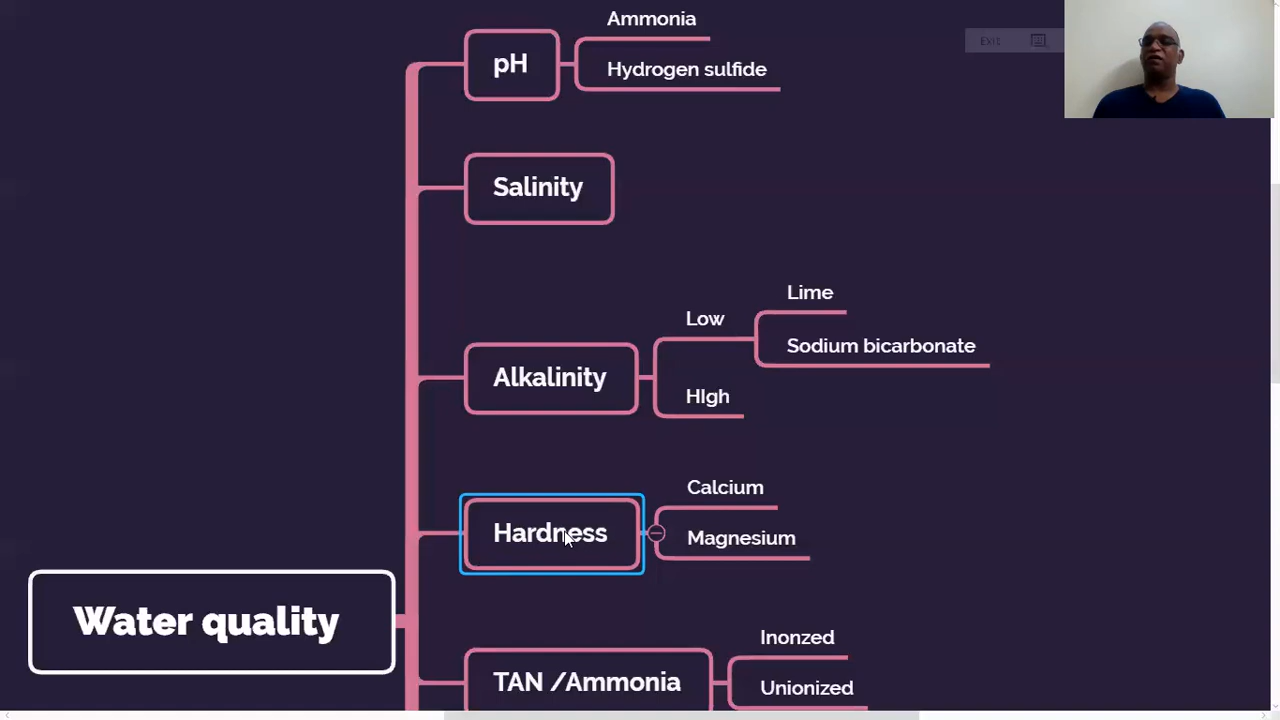 Ammonia
pH
Hydrogen sulfide
Exit
Salinity
Lime
Low
Sodium bicarbonate
Alkalinity
HIgh
Calcium
Hardness
Magnesium
Water quality
Inonzed
TAN /Ammonia
Unionized